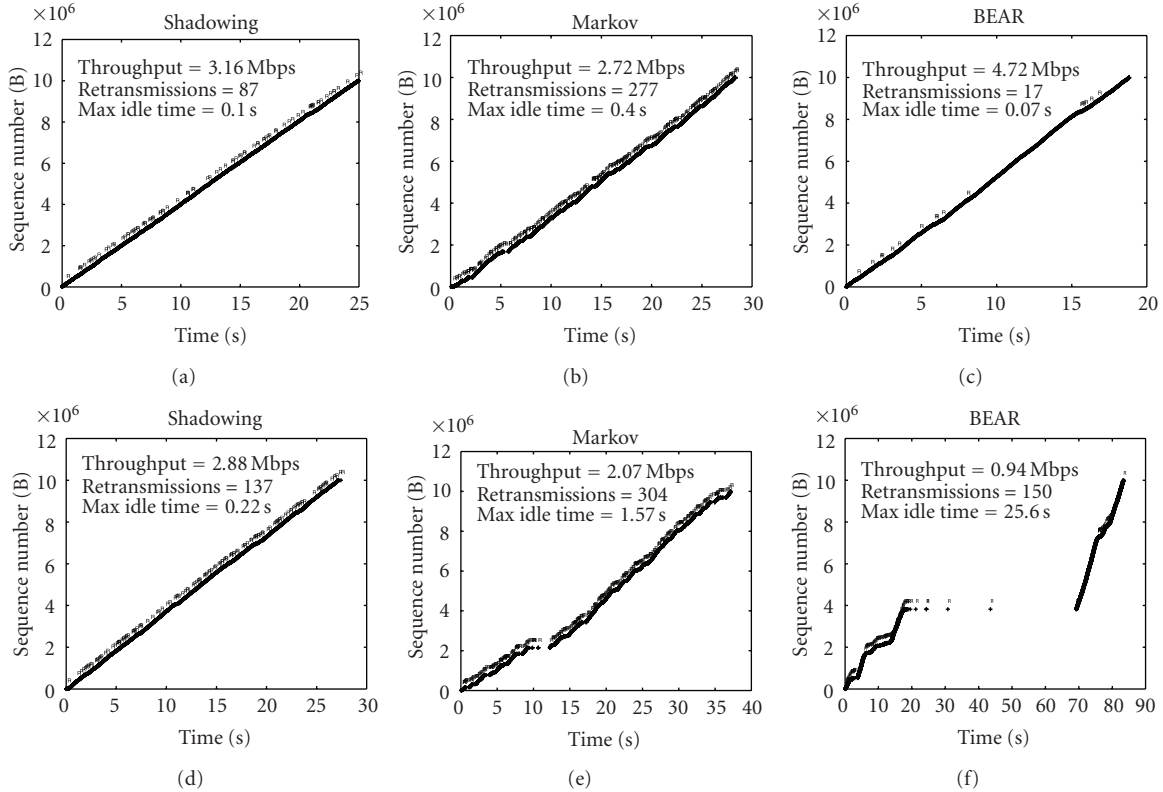 ×10⁶
Shadowing
12
10
8
6
4
2
0
Sequence number (B)
Throughput = 3.16 Mbps
Retransmissions = 87
Max idle time = 0.1 s
0 5 10 15 20 25
Time (s)
(a)
×10⁶
Markov
12
10
8
6
4
2
0
Sequence number (B)
Throughput = 2.72 Mbps
Retransmissions = 277
Max idle time = 0.4 s
0 5 10 15 20 25 30
Time (s)
(b)
×10⁶
BEAR
12
10
8
6
4
2
0
Sequence number (B)
Throughput = 4.72 Mbps
Retransmissions = 17
Max idle time = 0.07 s
0 5 10 15 20
Time (s)
(c)
×10⁶
Shadowing
12
10
8
6
4
2
0
Sequence number (B)
Throughput = 2.88 Mbps
Retransmissions = 137
Max idle time = 0.22 s
0 5 10 15 20 25 30
Time (s)
(d)
×10⁶
Markov
12
10
8
6
4
2
0
Sequence number (B)
Throughput = 2.07 Mbps
Retransmissions = 304
Max idle time = 1.57 s
0 5 10 15 20 25 30 35 40
Time (s)
(e)
×10⁶
BEAR
12
10
8
6
4
2
0
Sequence number (B)
Throughput = 0.94 Mbps
Retransmissions = 150
Max idle time = 25.6 s
0 10 20 30 40 50 60 70 80 90
Time (s)
(f)